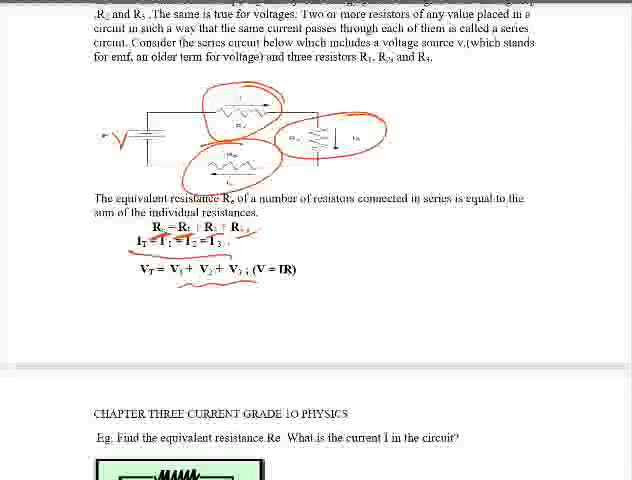 ,R₂ and R₃ .The same is true for voltages. Two or more resistors of any value placed in a
circuit in such a way that the same current passes through each of them is called a series
circuit. Consider the series circuit below which includes a voltage source v,(which stands
for emf, an older term for voltage) and three resistors R₁, R₂, and R₃.
V
The equivalent resistance Rₑ of a number of resistors connected in series is equal to the
sum of the individual resistances.
Rₑ = R₁ + R₂ + R₃
I_T = I₁ = I₂ = I₃
V_T = V₁ + V₂ + V₃ ; (V = IR)
CHAPTER THREE CURRENT GRADE 10 PHYSICS
Eg. Find the equivalent resistance Re What is the current I in the circuit?